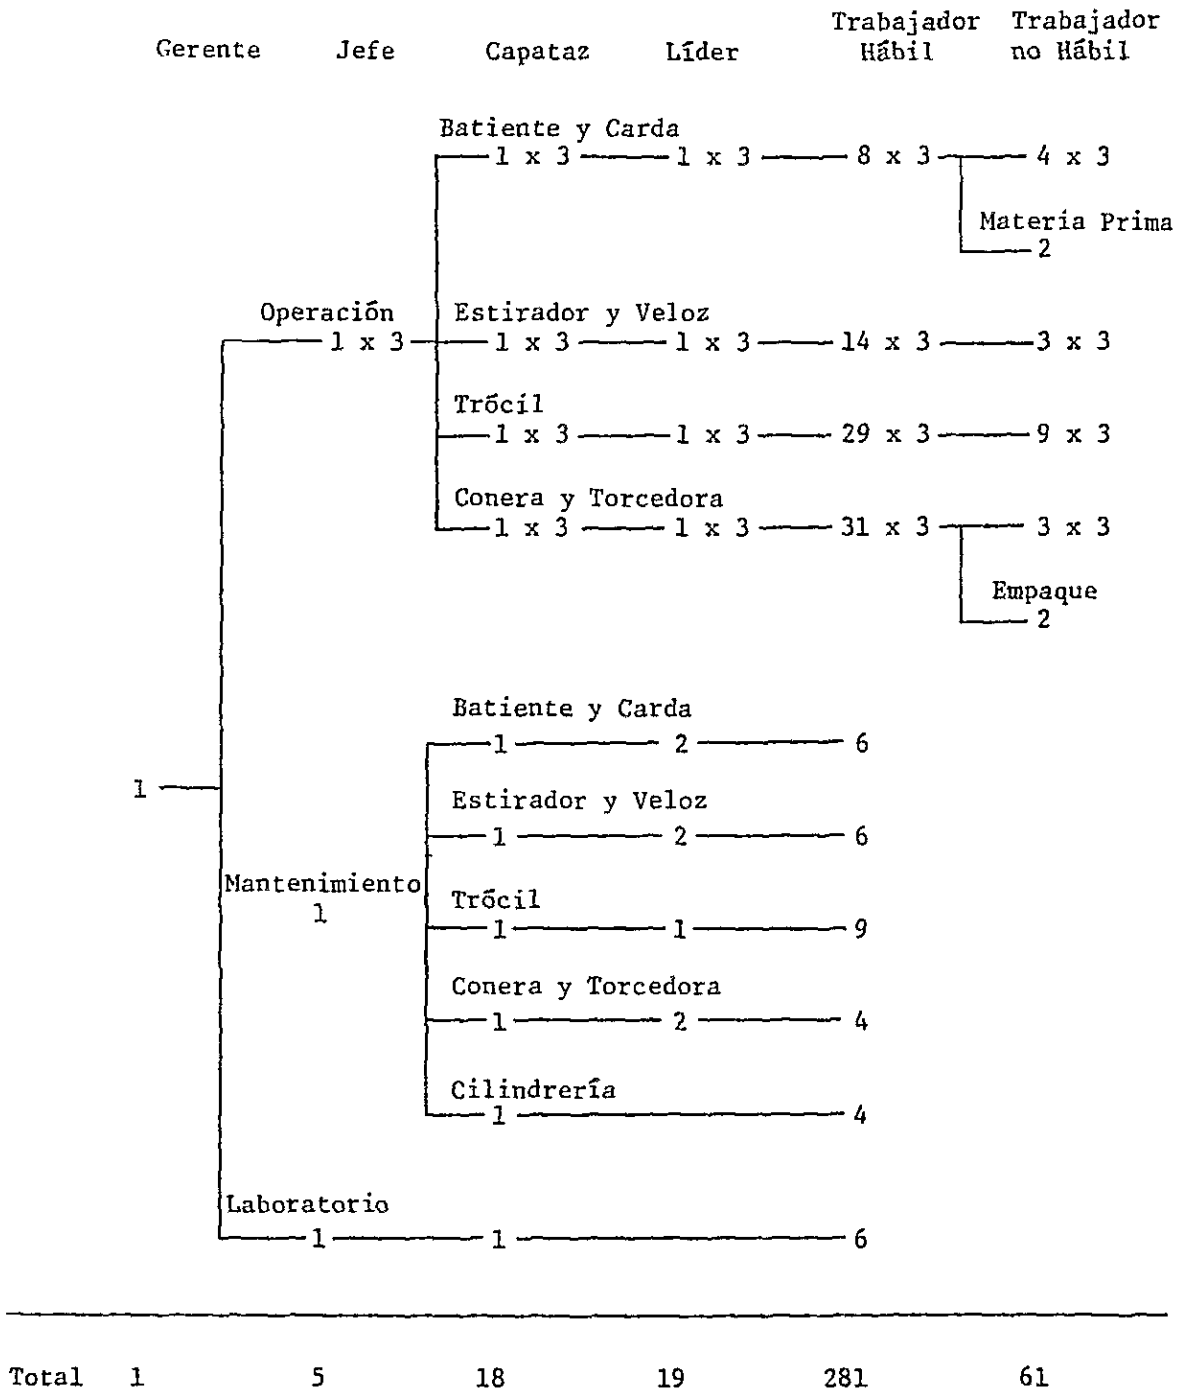 Trabajador Trabajador
Gerente Jefe Capataz Líder Hábil no Hábil
Batiente y Carda
1 x 3 1 x 3 8 x 3 4 x 3
Materia Prima
2
Operación Estirador y Veloz
1 x 3 1 x 3 1 x 3 14 x 3 3 x 3
Trócil
1 x 3 1 x 3 29 x 3 9 x 3
Conera y Torcedora
1 x 3 1 x 3 31 x 3 3 x 3
Empaque
2
Batiente y Carda
1 2 6
1
Estirador y Veloz
1 2 6
Mantenimiento
1
Trócil
1 1 9
Conera y Torcedora
1 2 4
Cilindrería
1 4
Laboratorio
1 1 6
Total 1 5 18 19 281 61